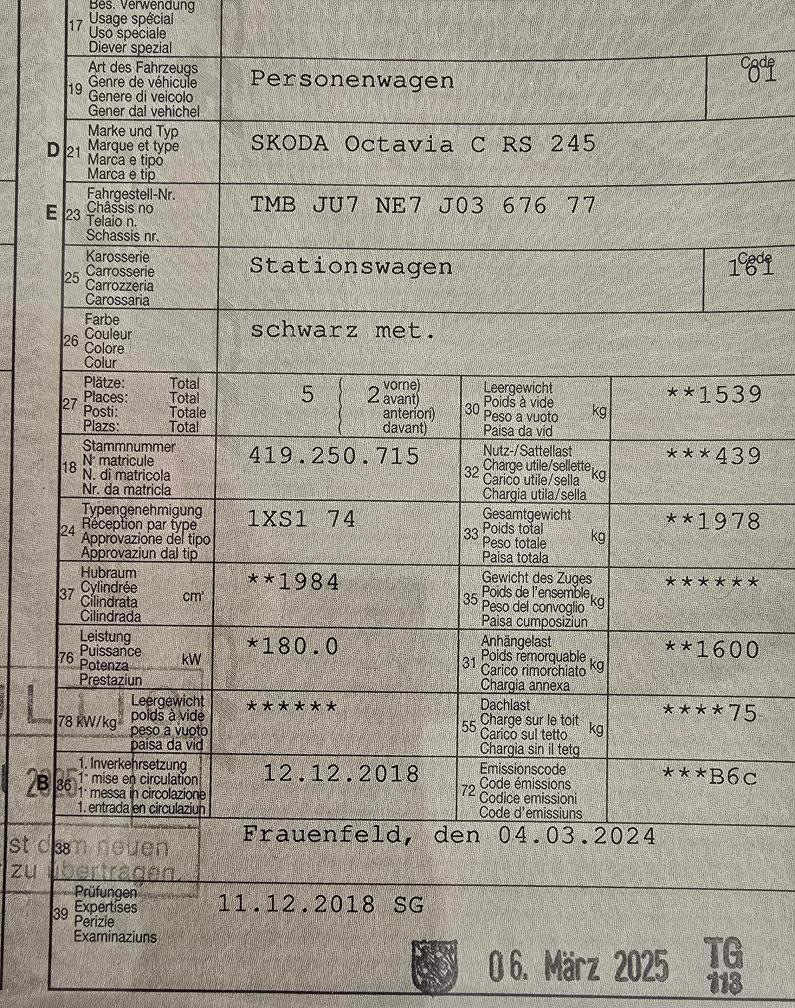 17 Bes. Verwendung
Usage spécial
Uso speciale
Diever spezial
19 Art des Fahrzeugs
Genre de véhicule
Genere di veicolo
Gener dal vehichel
Personenwagen
Code
01
D 21 Marke und Typ
Marque et type
Marca e tipo
Marca e tip
SKODA Octavia C RS 245
E 23 Fahrgestell-Nr.
Châssis no
Telaio n.
Schassis nr.
TMB JU7 NE7 J03 676 77
25 Karosserie
Carrosserie
Carrozzeria
Carossaria
Stationswagen
Code
161
26 Farbe
Couleur
Colore
Colur
schwarz met.
27 Plätze: Total
Places: Total
Posti: Totale
Plazs: Total
5 ( 2 vorne)
avant)
anteriori)
davant)
30 Leergewicht
Poids à vide
Peso a vuoto
Paisa da vid
kg
**1539
18 Stammnummer
N° matricule
N. di matricola
Nr. da matricla
419.250.715
32 Nutz-/Sattellast
Charge utile/sellette
Carico utile/sella
Chargia utila/sella
kg
***439
24 Typengenehmigung
Réception par type
Approvazione del tipo
Approvaziun dal tip
1XS1 74
33 Gesamtgewicht
Poids total
Peso totale
Paisa totala
kg
**1978
37 Hubraum
Cylindrée
Cilindrata
Cilindrada
cm³
**1984
35 Gewicht des Zuges
Poids de l'ensemble
Peso del convoglio
Paisa cumposiziun
kg
******
76 Leistung
Puissance
Potenza
Prestaziun
kW
*180.0
31 Anhängelast
Poids remorquable
Carico rimorchiato
Chargia annexa
kg
**1600
78 kW/kg Leergewicht
poids à vide
peso a vuoto
paisa da vid
******
55 Dachlast
Charge sur le toit
Carico sul tetto
Chargia sin il tetg
kg
****75
B 36 1. Inverkehrsetzung
1ʳ mise en circulation
1ᵃ messa in circolazione
1. entrada en circulaziun
12.12.2018
72 Emissionscode
Code émissions
Codice emissioni
Code d'emissiuns
***B6c
38 Frauenfeld, den 04.03.2024
st dem neuen
zu übertragen.
39 Prüfungen
Expertises
Perizie
Examinaziuns
11.12.2018 SG
06. März 2025 TG
118